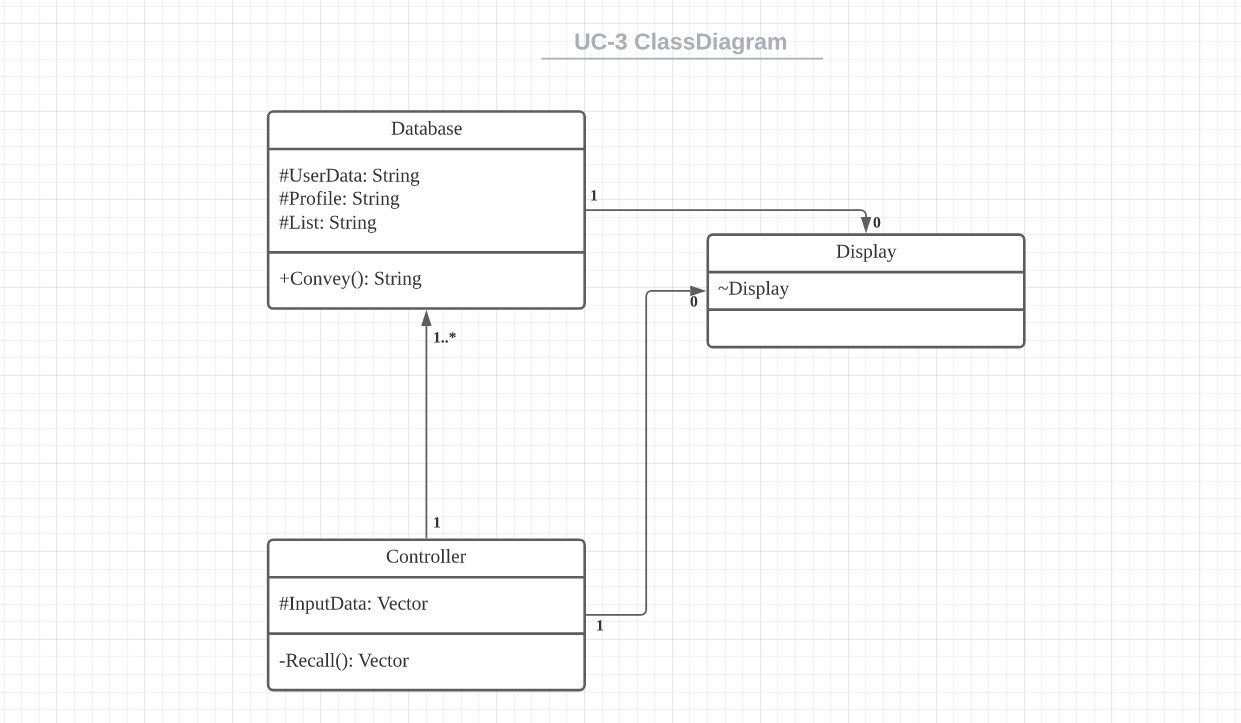 UC-3 ClassDiagram
Database
#UserData: String
#Profile: String
#List: String
+Convey(): String
1
0
Display
~Display
0
1..*
1
Controller
#InputData: Vector
1
-Recall(): Vector